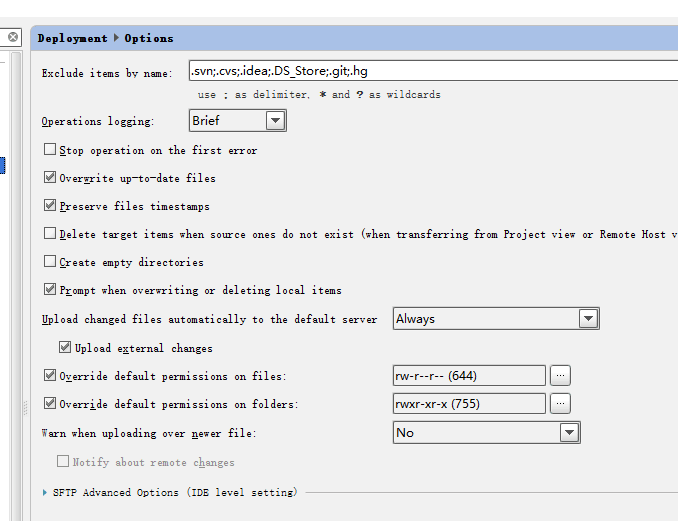 Deployment ▸ Options
Exclude items by name: .svn;.cvs;.idea;.DS_Store;.git;.hg
use ; as delimiter, * and ? as wildcards
Operations logging: Brief
Stop operation on the first error
Overwrite up-to-date files
Preserve files timestamps
Delete target items when source ones do not exist (when transferring from Project view or Remote Host v
Create empty directories
Prompt when overwriting or deleting local items
Upload changed files automatically to the default server Always
Upload external changes
Override default permissions on files: rw-r--r-- (644) ...
Override default permissions on folders: rwxr-xr-x (755) ...
Warn when uploading over newer file: No
Notify about remote changes
SFTP Advanced Options (IDE level setting)